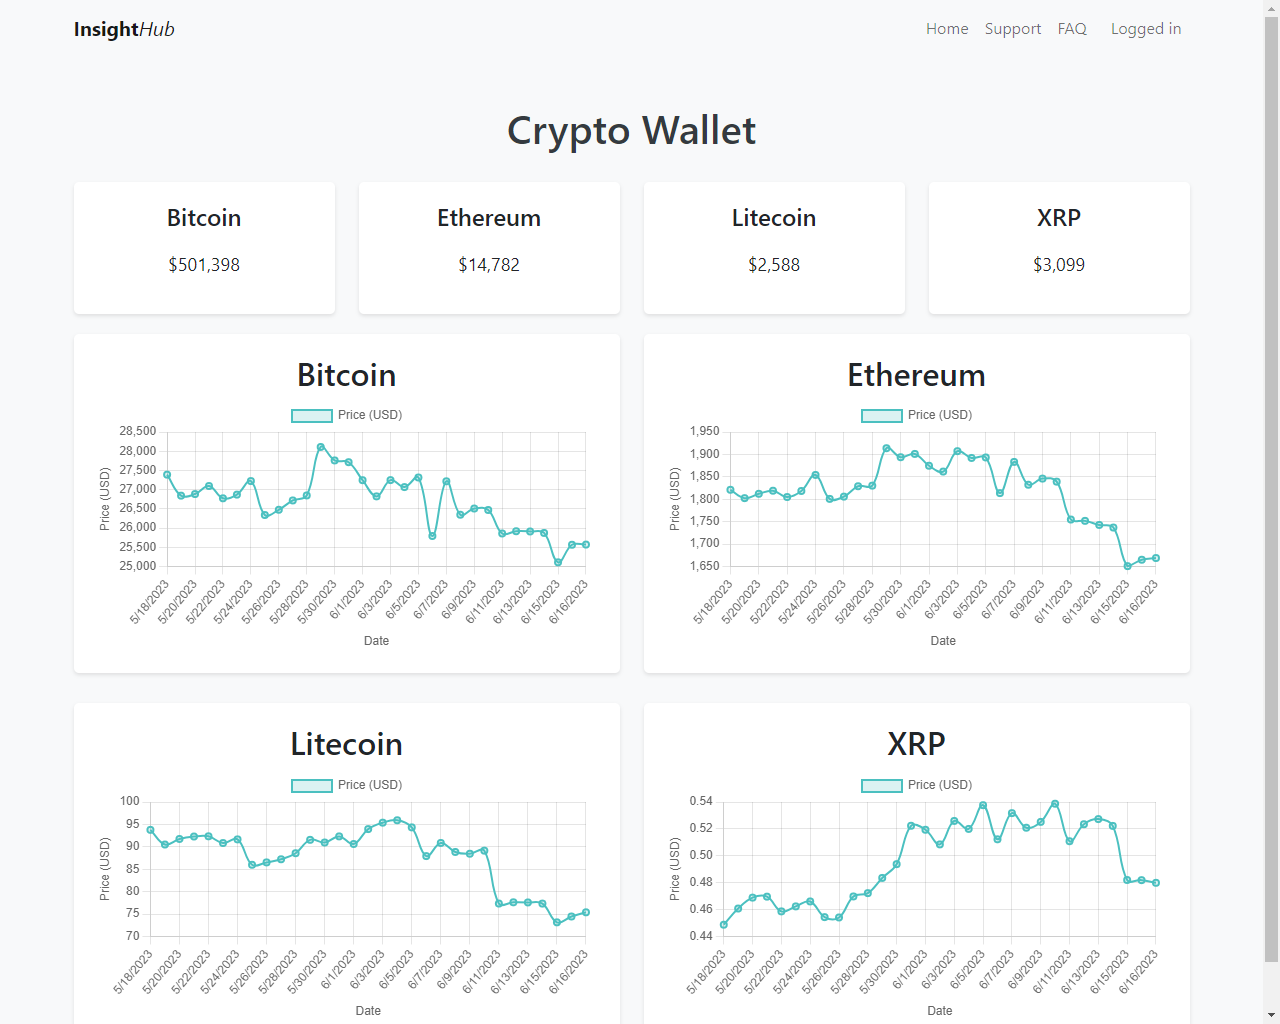 InsightHub
Home Support FAQ Logged in
Crypto Wallet
Bitcoin
$501,398
Ethereum
$14,782
Litecoin
$2,588
XRP
$3,099
Bitcoin
Price (USD)
Price (USD)
28,500
28,000
27,500
27,000
26,500
26,000
25,500
25,000
5/18/2023 5/20/2023 5/22/2023 5/24/2023 5/26/2023 5/28/2023 5/30/2023 6/1/2023 6/3/2023 6/5/2023 6/7/2023 6/9/2023 6/11/2023 6/13/2023 6/15/2023 6/16/2023
Date
Ethereum
Price (USD)
Price (USD)
1,950
1,900
1,850
1,800
1,750
1,700
1,650
5/18/2023 5/20/2023 5/22/2023 5/24/2023 5/26/2023 5/28/2023 5/30/2023 6/1/2023 6/3/2023 6/5/2023 6/7/2023 6/9/2023 6/11/2023 6/13/2023 6/15/2023 6/16/2023
Date
Litecoin
Price (USD)
Price (USD)
100
95
90
85
80
75
70
5/18/2023 5/20/2023 5/22/2023 5/24/2023 5/26/2023 5/28/2023 5/30/2023 6/1/2023 6/3/2023 6/5/2023 6/7/2023 6/9/2023 6/11/2023 6/13/2023 6/15/2023 6/16/2023
Date
XRP
Price (USD)
Price (USD)
0.54
0.52
0.50
0.48
0.46
0.44
5/18/2023 5/20/2023 5/22/2023 5/24/2023 5/26/2023 5/28/2023 5/30/2023 6/1/2023 6/3/2023 6/5/2023 6/7/2023 6/9/2023 6/11/2023 6/13/2023 6/15/2023 6/16/2023
Date